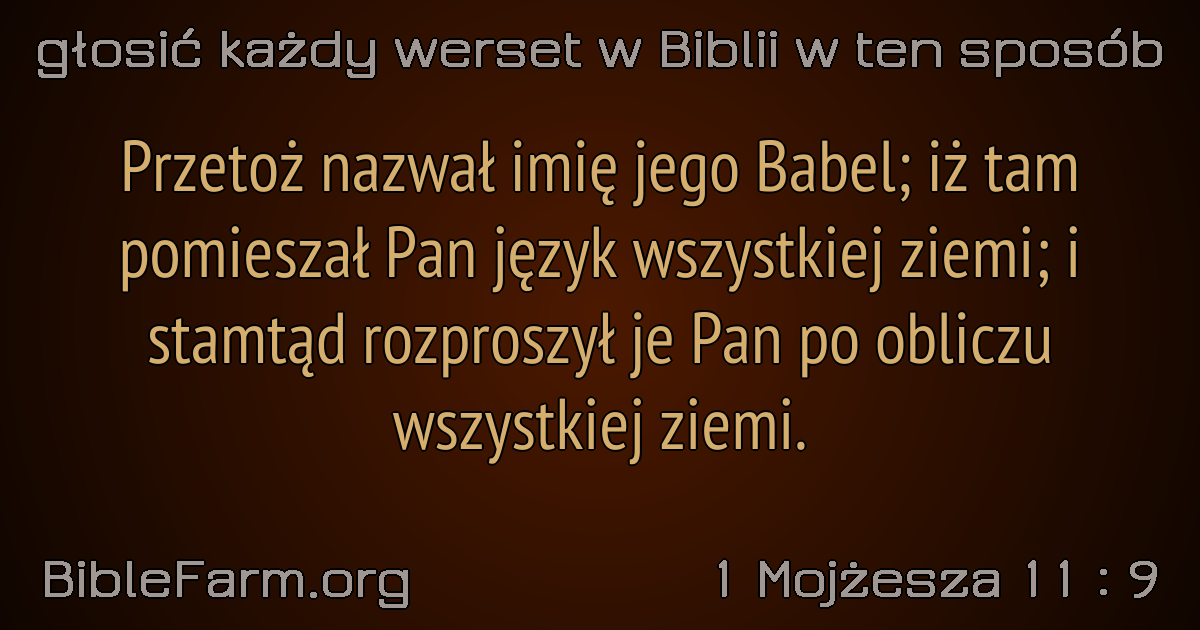 głosić każdy werset w Biblii w ten sposób
Przetoż nazwał imię jego Babel; iż tam
pomieszał Pan język wszystkiej ziemi; i
stamtąd rozproszył je Pan po obliczu
wszystkiej ziemi.
BibleFarm.org
1 Mojżesza 11 : 9